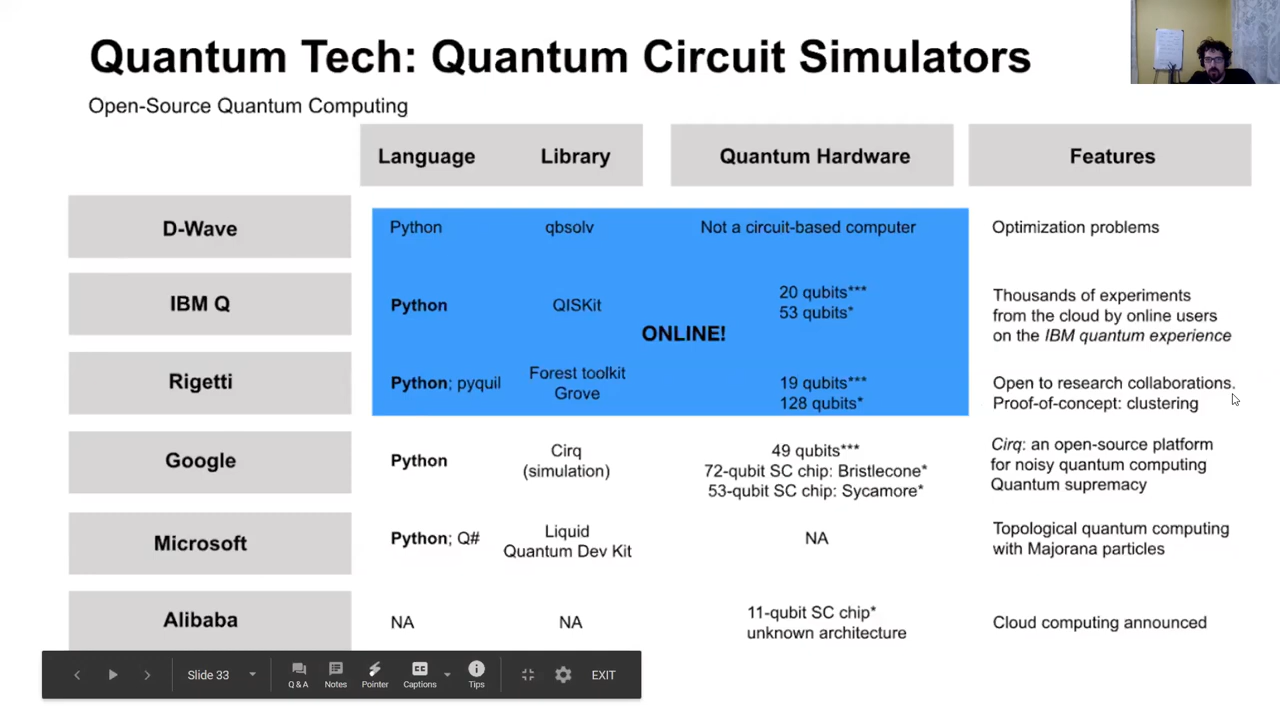 Quantum Tech: Quantum Circuit Simulators
Open-Source Quantum Computing
Language Library Quantum Hardware Features
D-Wave Python qbsolv Not a circuit-based computer Optimization problems
IBM Q Python QISKit
20 qubits***
53 qubits*
Thousands of experiments
from the cloud by online users
on the IBM quantum experience
ONLINE!
Rigetti Python; pyquil
Forest toolkit
Grove
19 qubits***
128 qubits*
Open to research collaborations.
Proof-of-concept: clustering
Google Python
Cirq
(simulation)
49 qubits***
72-qubit SC chip: Bristlecone*
53-qubit SC chip: Sycamore*
Cirq: an open-source platform
for noisy quantum computing
Quantum supremacy
Microsoft Python; Q#
Liquid
Quantum Dev Kit
NA
Topological quantum computing
with Majorana particles
Alibaba NA NA
11-qubit SC chip*
unknown architecture
Cloud computing announced
Slide 33 Q & A Notes Pointer CC Captions Tips EXIT